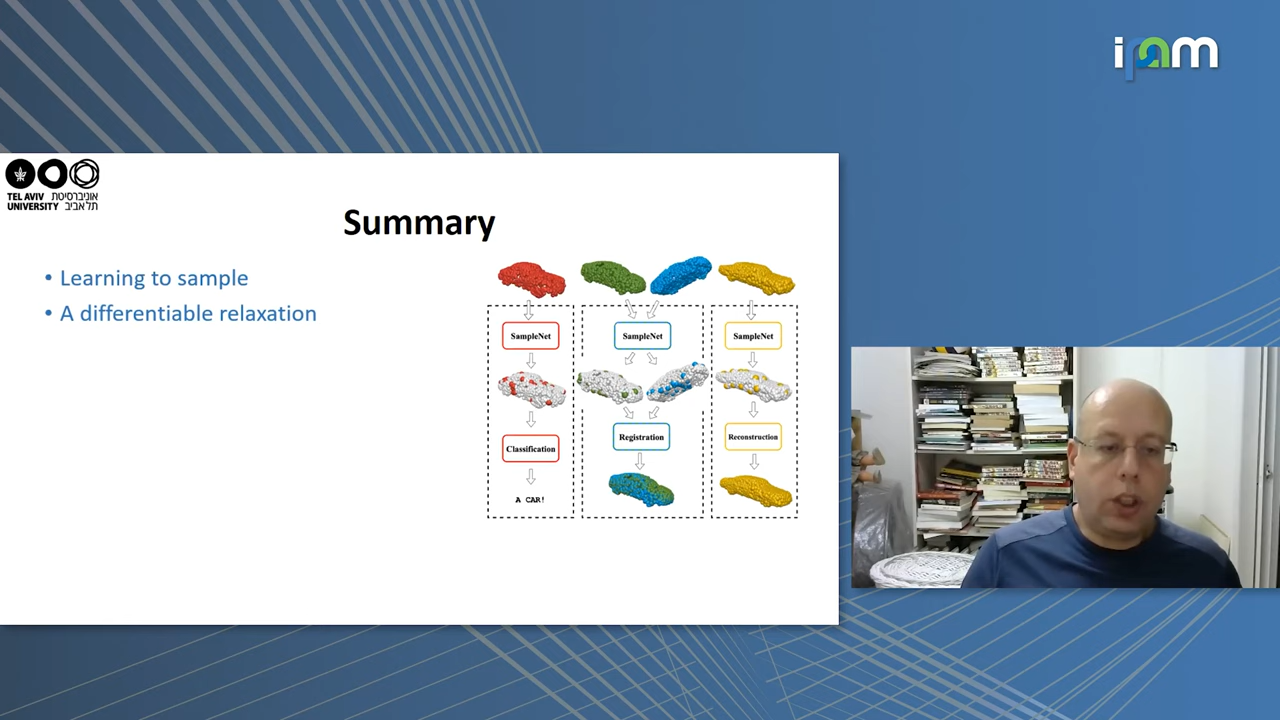 ipam
TEL AVIV אוניברסיטת
UNIVERSITY תל אביב
Summary
• Learning to sample
• A differentiable relaxation
SampleNet
SampleNet
SampleNet
Classification
Registration
Reconstruction
A CAR!